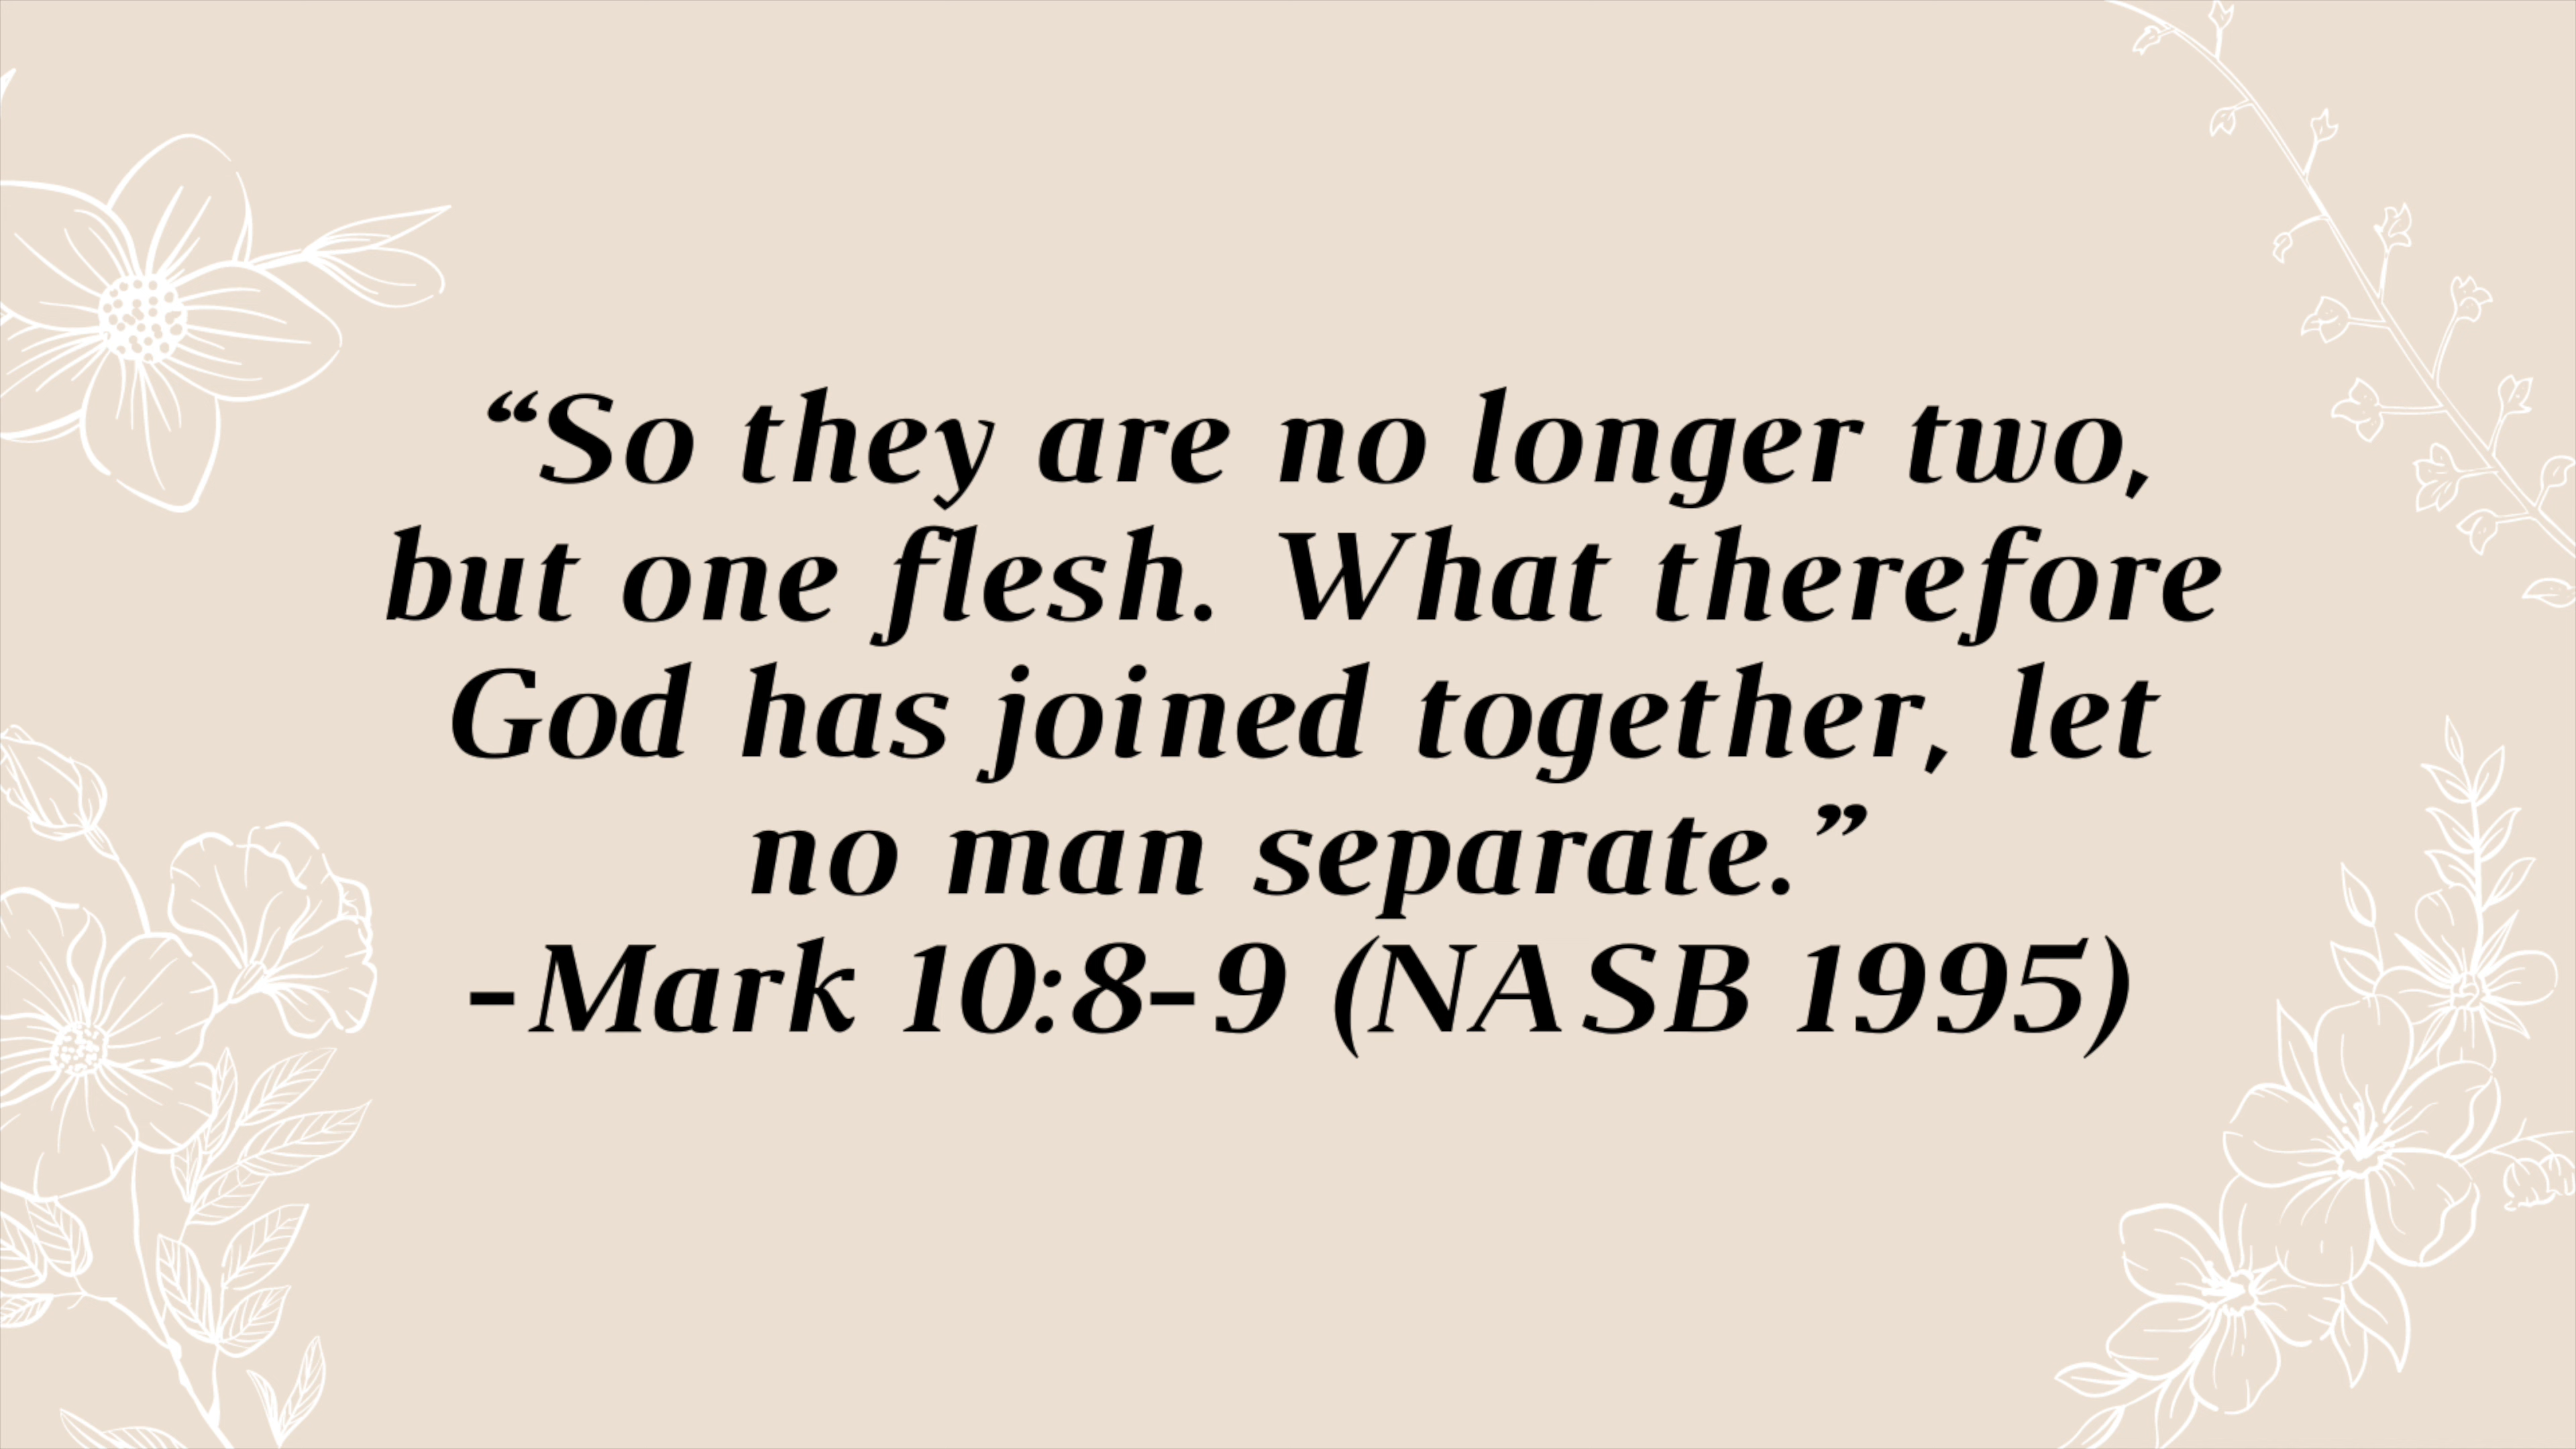 “So they are no longer two,
but one flesh. What therefore
God has joined together, let
no man separate.”
-Mark 10:8-9 (NASB 1995)